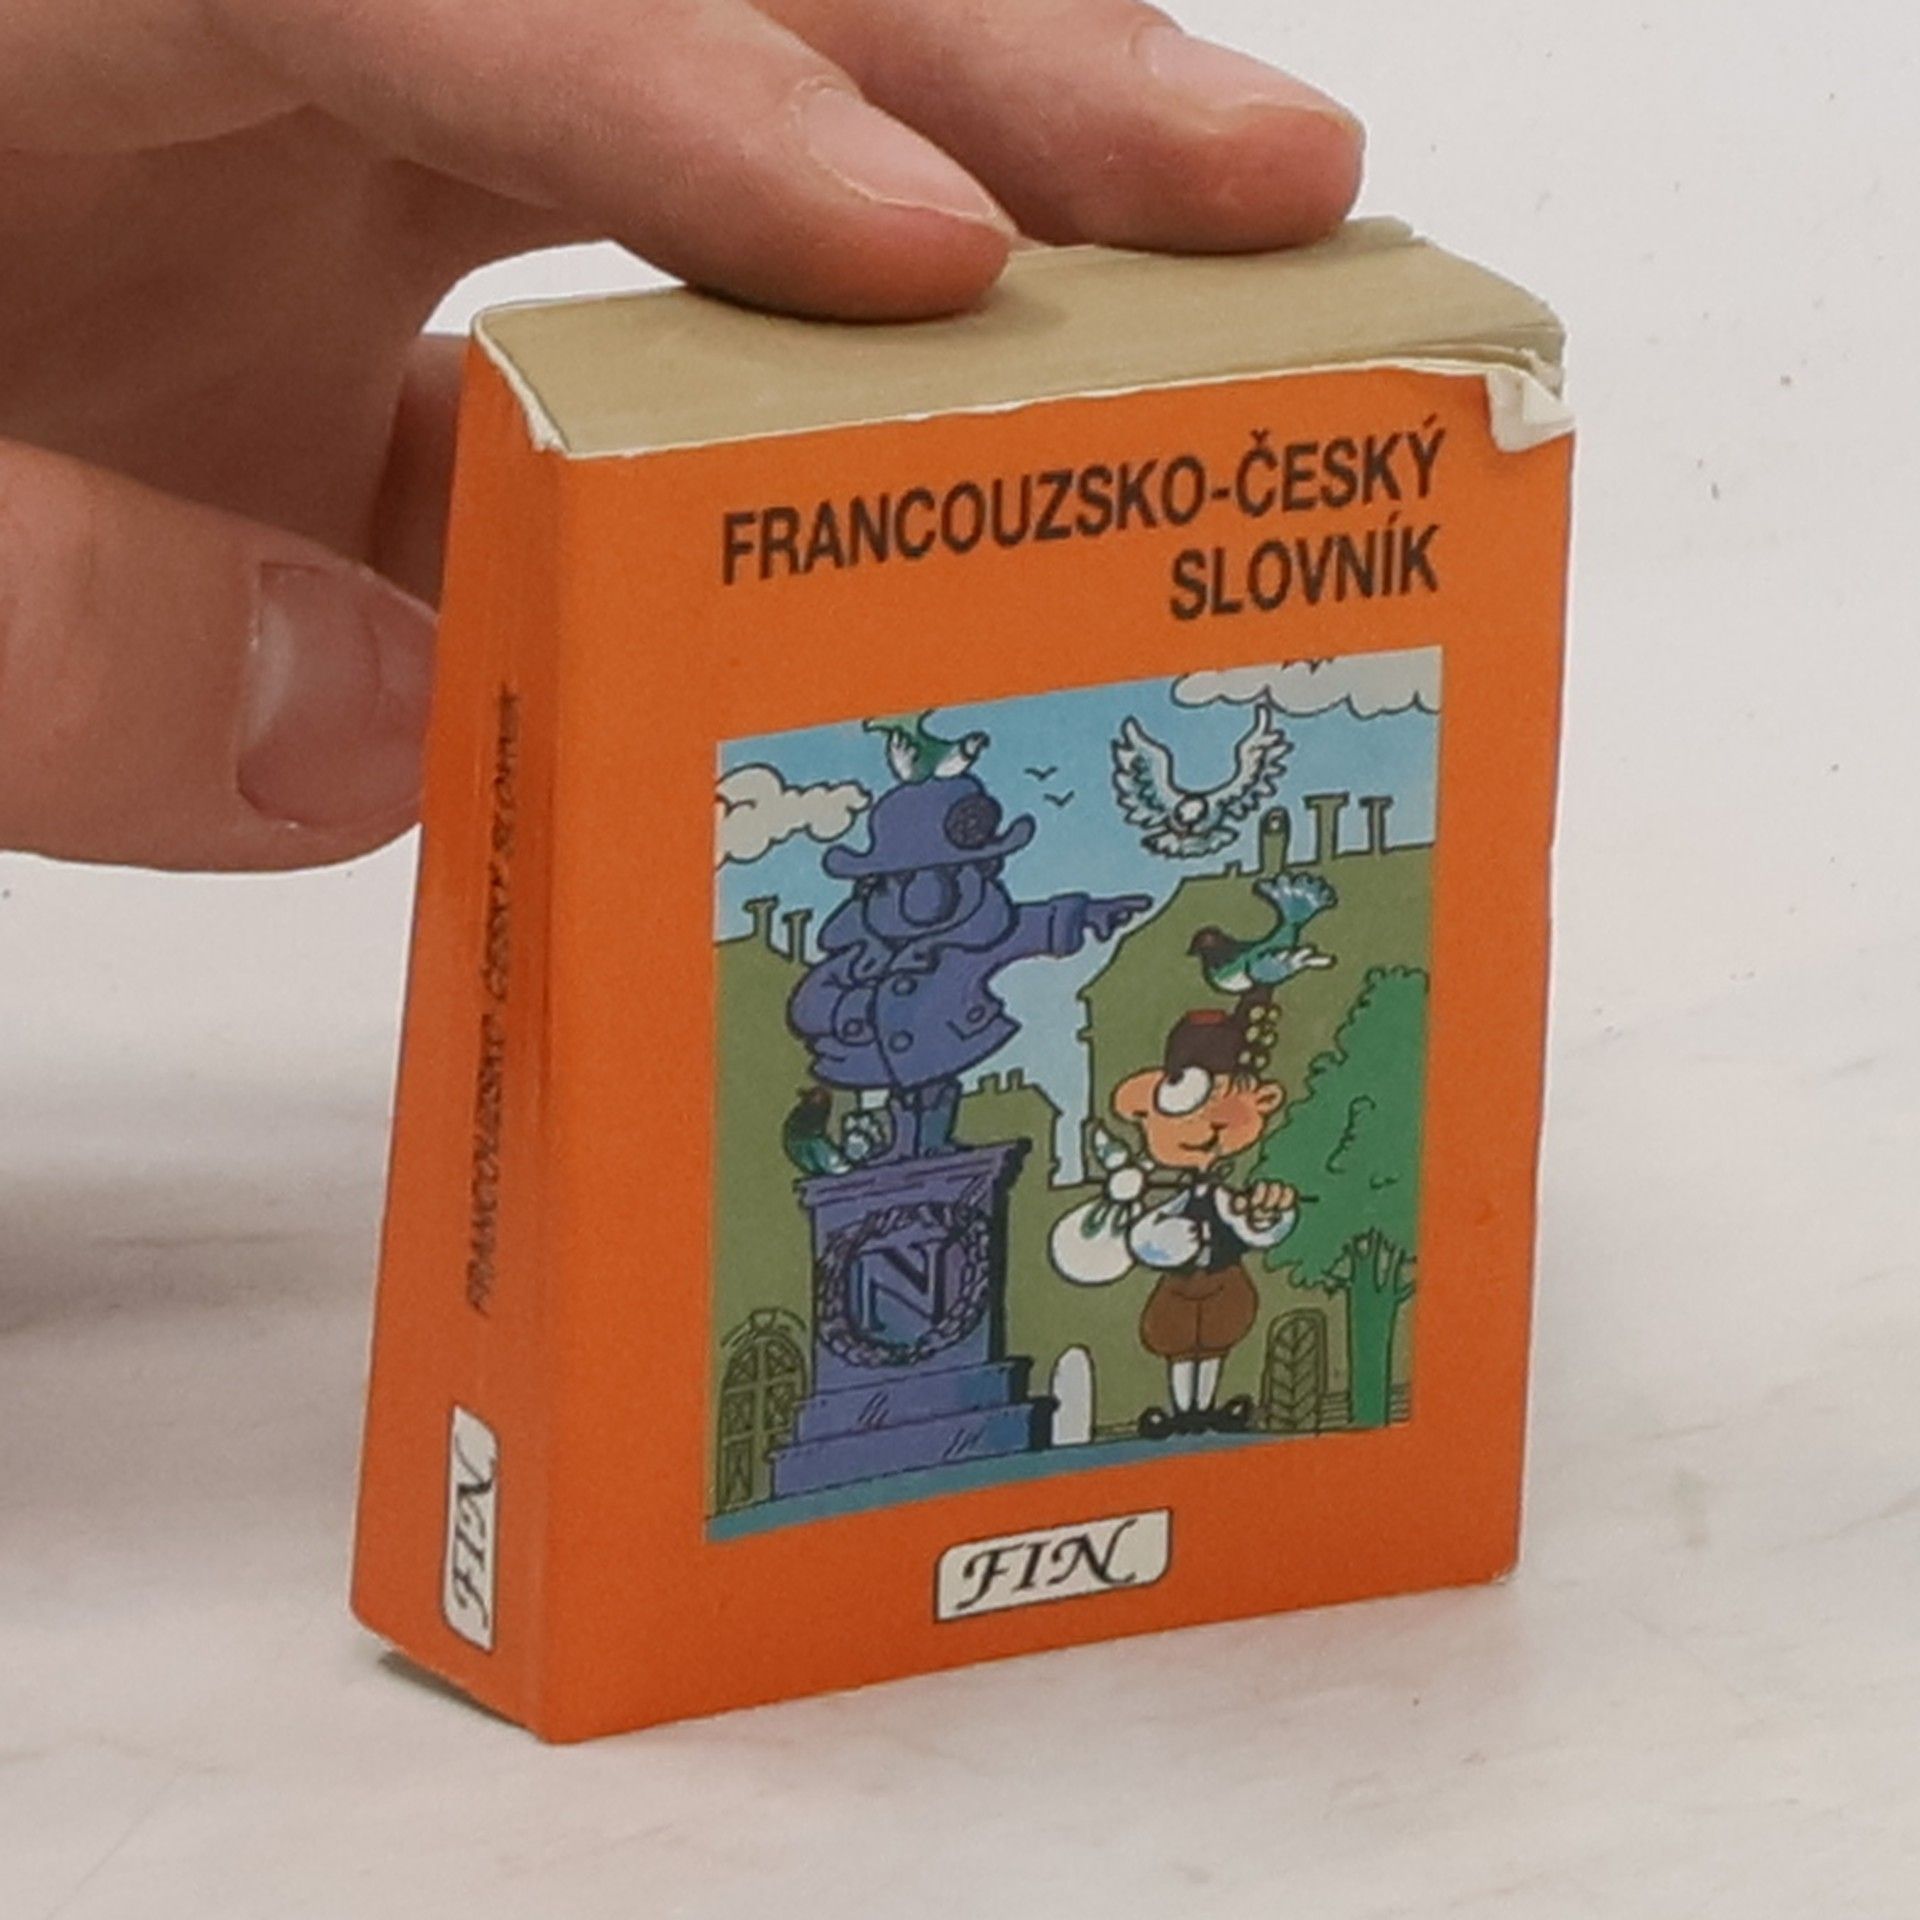 FRANCOUZSKO-ČESKÝ
SLOVNÍK
N
FIN
FRANCOUZSKO-ČESKÝ SLOVNÍK
FIN